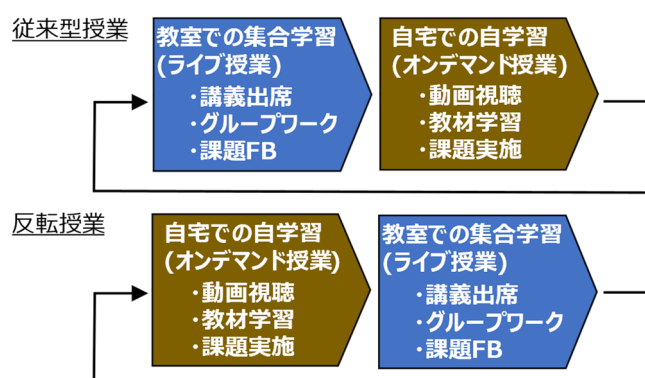 従来型授業
教室での集合学習
(ライブ授業)
・講義出席
・グループワーク
・課題FB
自宅での自学習
(オンデマンド授業)
・動画視聴
・教材学習
・課題実施
反転授業
自宅での自学習
(オンデマンド授業)
・動画視聴
・教材学習
・課題実施
教室での集合学習
(ライブ授業)
・講義出席
・グループワーク
・課題FB